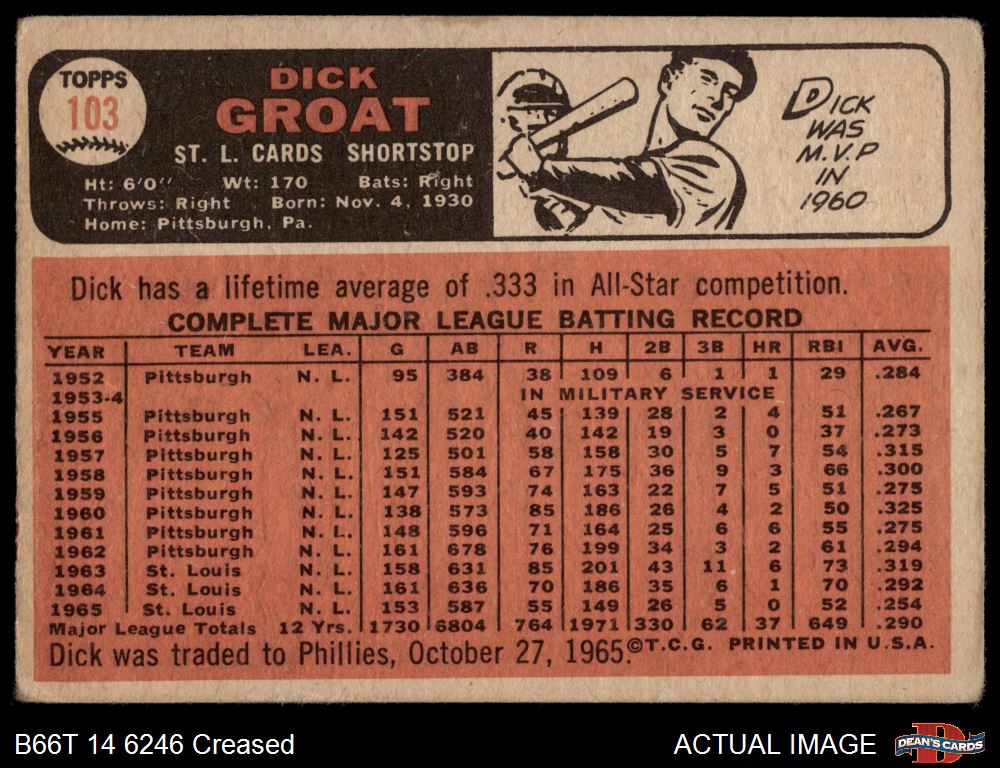 TOPPS
103
DICK
GROAT
ST. L. CARDS SHORTSTOP
Ht: 6'0" Wt: 170 Bats: Right
Throws: Right Born: Nov. 4, 1930
Home: Pittsburgh, Pa.
DICK
WAS
M.V.P
IN
1960
Dick has a lifetime average of .333 in All-Star competition.
COMPLETE MAJOR LEAGUE BATTING RECORD
YEAR TEAM LEA. G AB R H 2B 3B HR RBI AVG.
1952 Pittsburgh N. L. 95 384 38 109 6 1 1 29 .284
1953-4 IN MILITARY SERVICE
1955 Pittsburgh N. L. 151 521 45 139 28 2 4 51 .267
1956 Pittsburgh N. L. 142 520 40 142 19 3 0 37 .273
1957 Pittsburgh N. L. 125 501 58 158 30 5 7 54 .315
1958 Pittsburgh N. L. 151 584 67 175 36 9 3 66 .300
1959 Pittsburgh N. L. 147 593 74 163 22 7 5 51 .275
1960 Pittsburgh N. L. 138 573 85 186 26 4 2 50 .325
1961 Pittsburgh N. L. 148 596 71 164 25 6 6 55 .275
1962 Pittsburgh N. L. 161 678 76 199 34 3 2 61 .294
1963 St. Louis N. L. 158 631 85 201 43 11 6 73 .319
1964 St. Louis N. L. 161 636 70 186 35 6 1 70 .292
1965 St. Louis N. L. 153 587 55 149 26 5 0 52 .254
Major League Totals 12 Yrs. 1730 6804 764 1971 330 62 37 649 .290
Dick was traded to Phillies, October 27, 1965. ©T.C.G. PRINTED IN U.S.A.
B66T 14 6246 Creased
ACTUAL IMAGE
D
DEAN'S CARDS